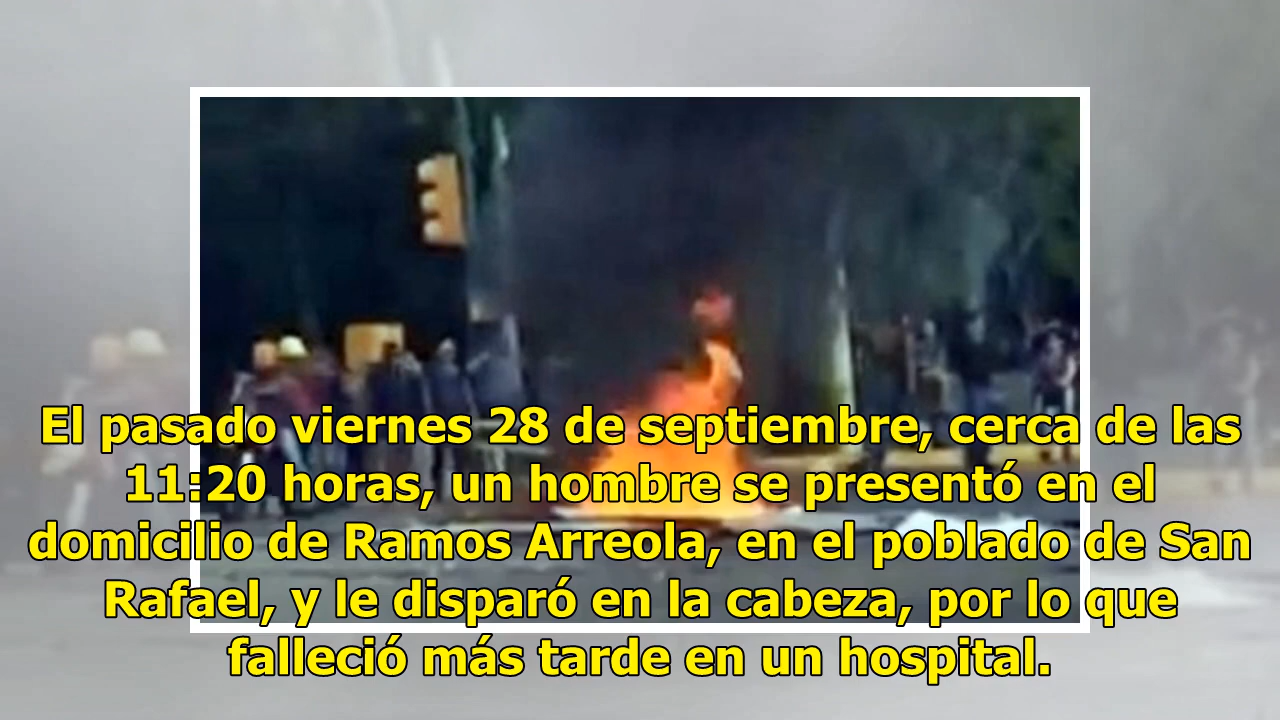 El pasado viernes 28 de septiembre, cerca de las
11:20 horas, un hombre se presentó en el
domicilio de Ramos Arreola, en el poblado de San
Rafael, y le disparó en la cabeza, por lo que
falleció más tarde en un hospital.